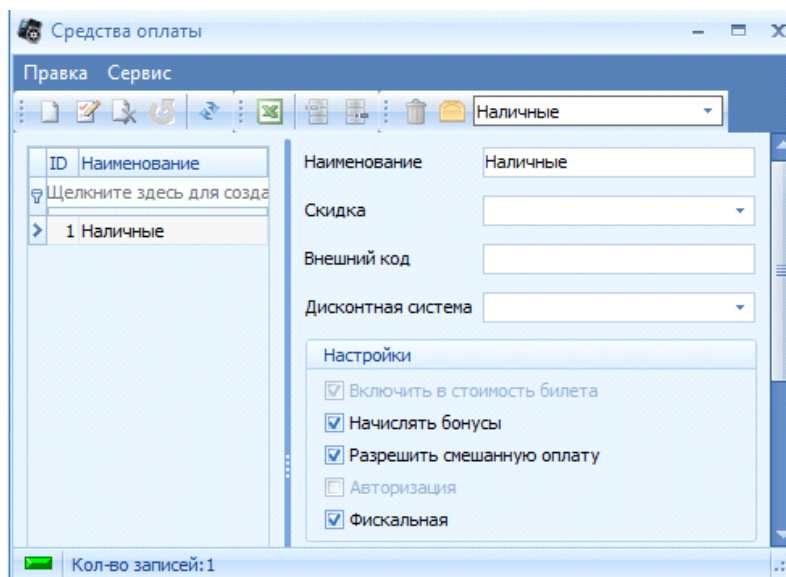 Средства оплаты
Правка Сервис
Наличные
ID Наименование
Щелкните здесь для созда
1 Наличные
Наименование Наличные
Скидка
Внешний код
Дисконтная система
Настройки
Включить в стоимость билета
Начислять бонусы
Разрешить смешанную оплату
Авторизация
Фискальная
Кол-во записей:1